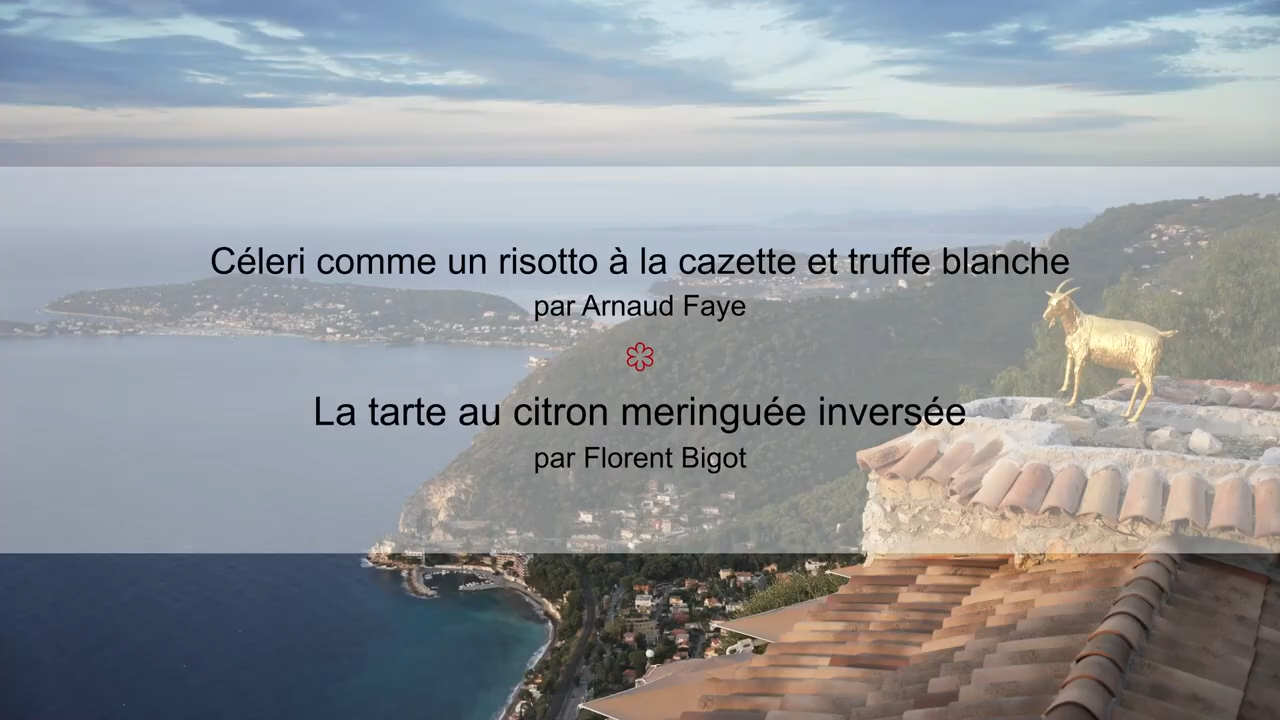 Céleri comme un risotto à la cazette et truffe blanche
par Arnaud Faye
La tarte au citron meringuée inversée
par Florent Bigot